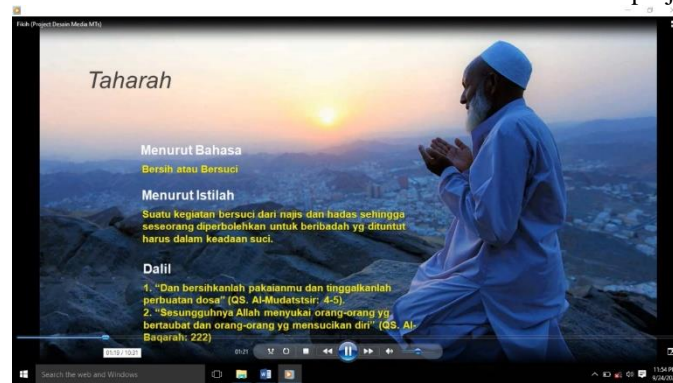 Fikih (Project Desain Media MTs)
Taharah
Menurut Bahasa
Bersih atau Bersuci
Menurut Istilah
Suatu kegiatan bersuci dari najis dan hadas sehingga
seseorang diperbolehkan untuk beribadah yg dituntut
harus dalam keadaan suci.
Dalil
1. “Dan bersihkanlah pakaianmu dan tinggalkanlah
perbuatan dosa” (QS. Al-Mudatstsir: 4-5).
2. “Sesungguhnya Allah menyukai orang-orang yg
bertaubat dan orang-orang yg mensucikan diri” (QS. Al-
Baqarah: 222)
01:18 / 10:21
01:21
Search the web and Windows
11:54 PM